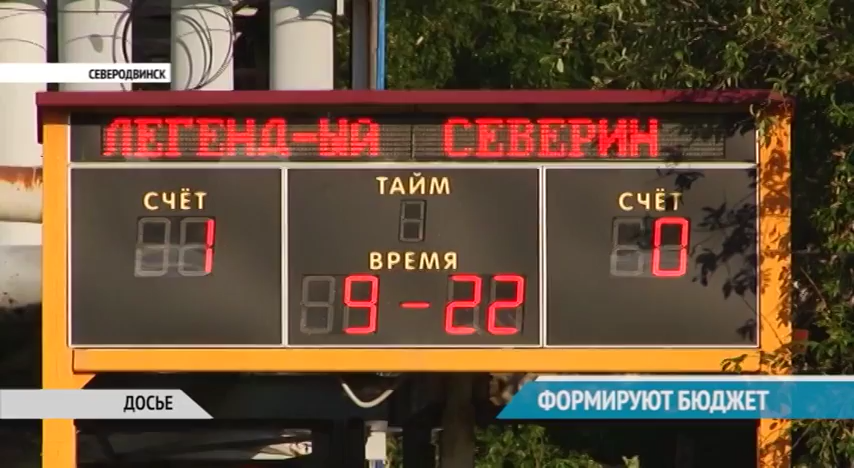 СЕВЕРОДВИНСК
ЛЕГЕНД-ЫЙ СЕВЕРИН
СЧЁТ ТАЙМ СЧЁТ
1 0
ВРЕМЯ
9-22
ДОСЬЕ
ФОРМИРУЮТ БЮДЖЕТ